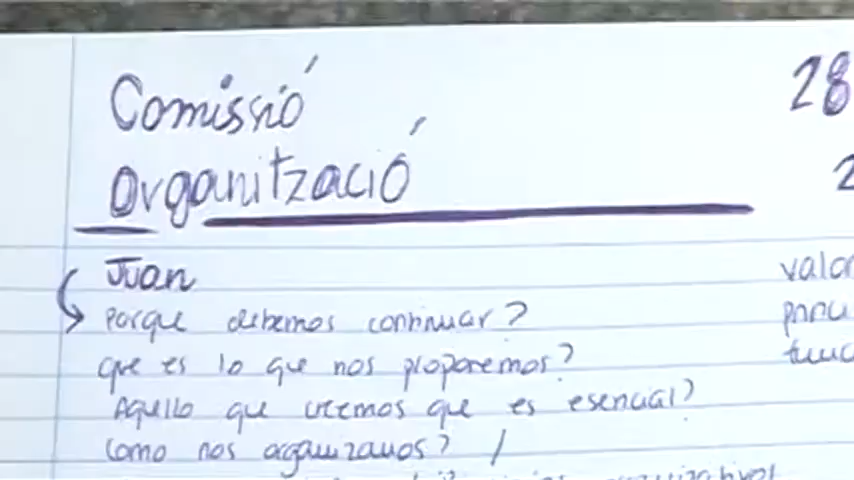 Comissió
Organització
28
2
Juan
Porque debemos continuar?
que es lo que nos proponemos?
Aquello que creemos que es esencial?
Como nos organizamos? /
valor